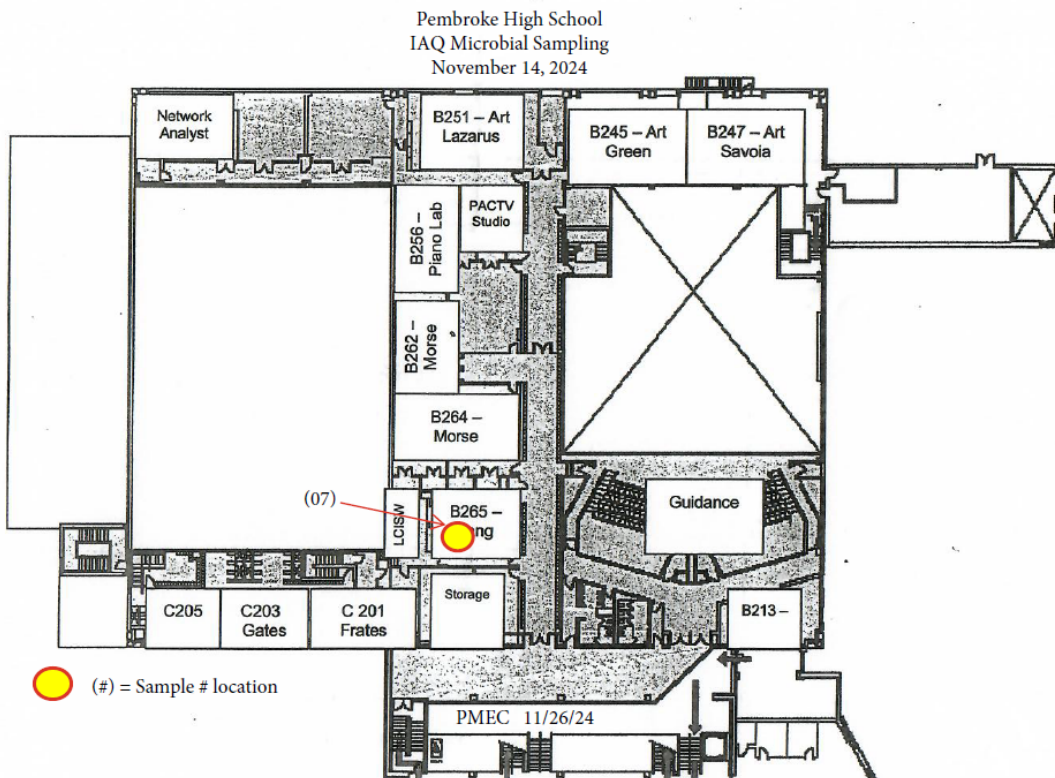 Pembroke High School
IAQ Microbial Sampling
November 14, 2024
Network
Analyst
B251 – Art
Lazarus
B245 – Art
Green
B247 – Art
Savoia
B256 –
Piano Lab
PACTV
Studio
B262 –
Morse
B264 –
Morse
(07)
LCISW
B265 –
Guidance
C205
C203
Gates
C 201
Frates
Storage
B213 –
(#) = Sample # location
PMEC 11/26/24